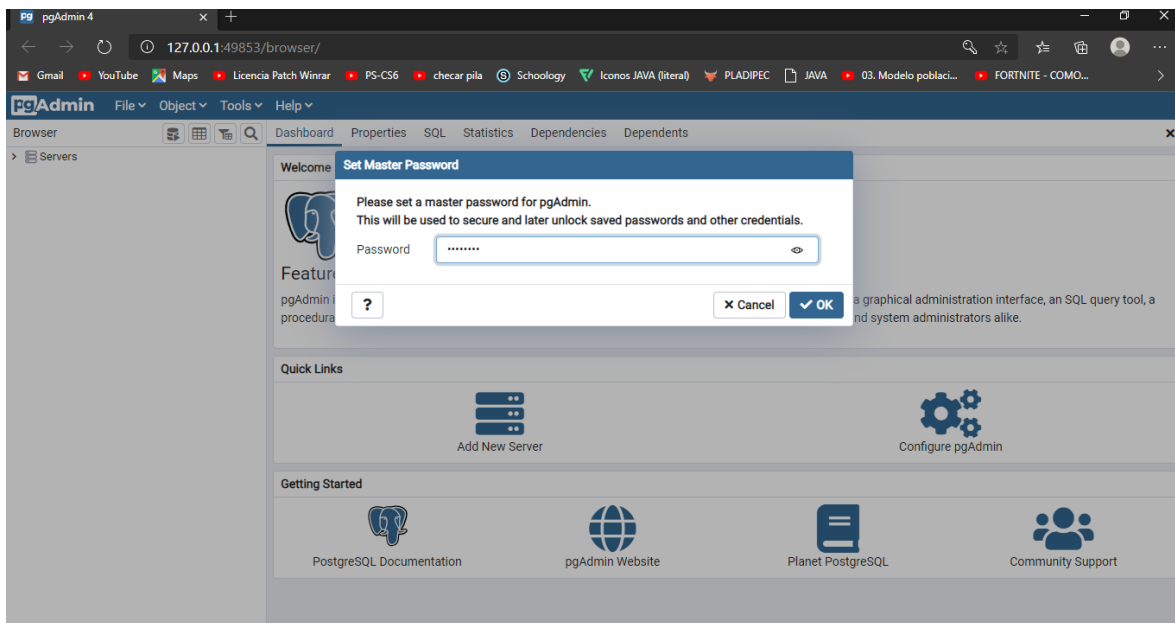 pgAdmin 4
127.0.0.1:49853/browser/
Gmail YouTube Maps Licencia Patch Winrar PS-CS6 checar pila Schoology Iconos JAVA (literal) PLADIPEC JAVA 03. Modelo poblaci... FORTNITE - COMO...
pgAdmin File Object Tools Help
Browser Dashboard Properties SQL Statistics Dependencies Dependents
Servers
Welcome
Set Master Password
Please set a master password for pgAdmin.
This will be used to secure and later unlock saved passwords and other credentials.
Password ••••••••
? Cancel OK
Featur
pgAdmin i a graphical administration interface, an SQL query tool, a
procedura nd system administrators alike.
Quick Links
Add New Server Configure pgAdmin
Getting Started
PostgreSQL Documentation pgAdmin Website Planet PostgreSQL Community Support